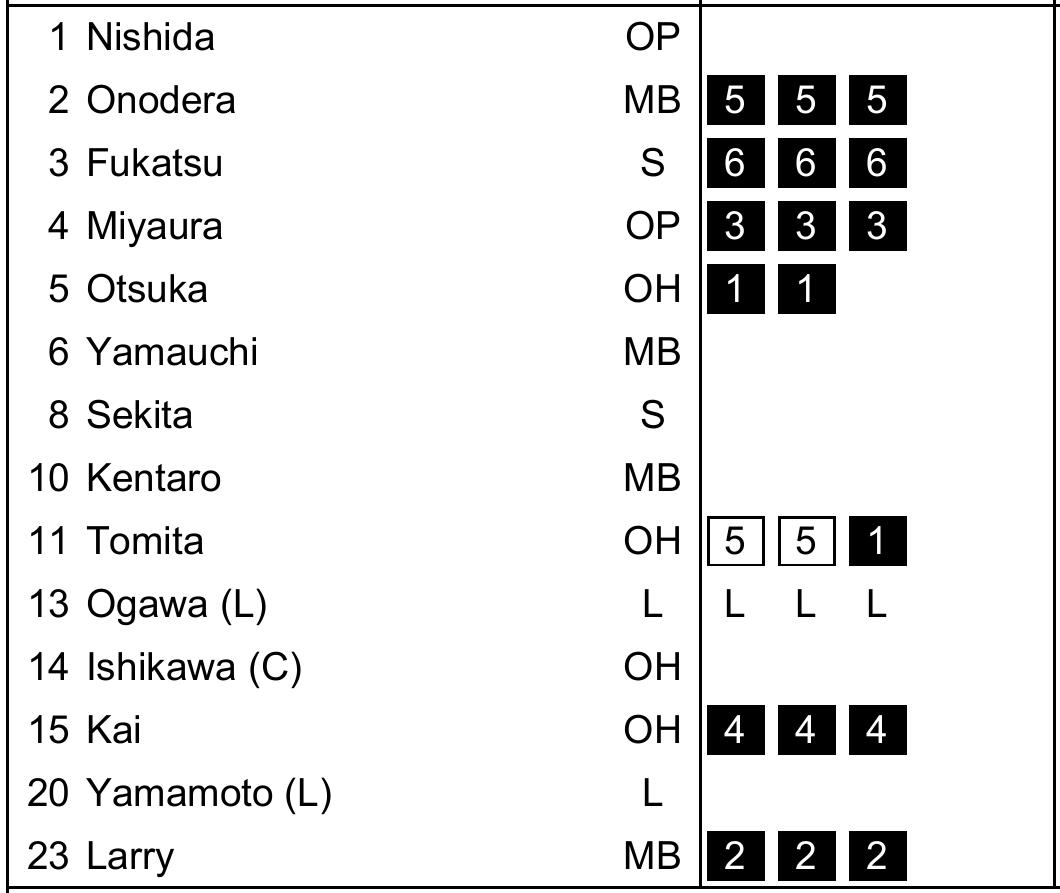 1 Nishida OP
2 Onodera MB 5 5 5
3 Fukatsu S 6 6 6
4 Miyaura OP 3 3 3
5 Otsuka OH 1 1
6 Yamauchi MB
8 Sekita S
10 Kentaro MB
11 Tomita OH 5 5 1
13 Ogawa (L) L L L L
14 Ishikawa (C) OH
15 Kai OH 4 4 4
20 Yamamoto (L) L
23 Larry MB 2 2 2